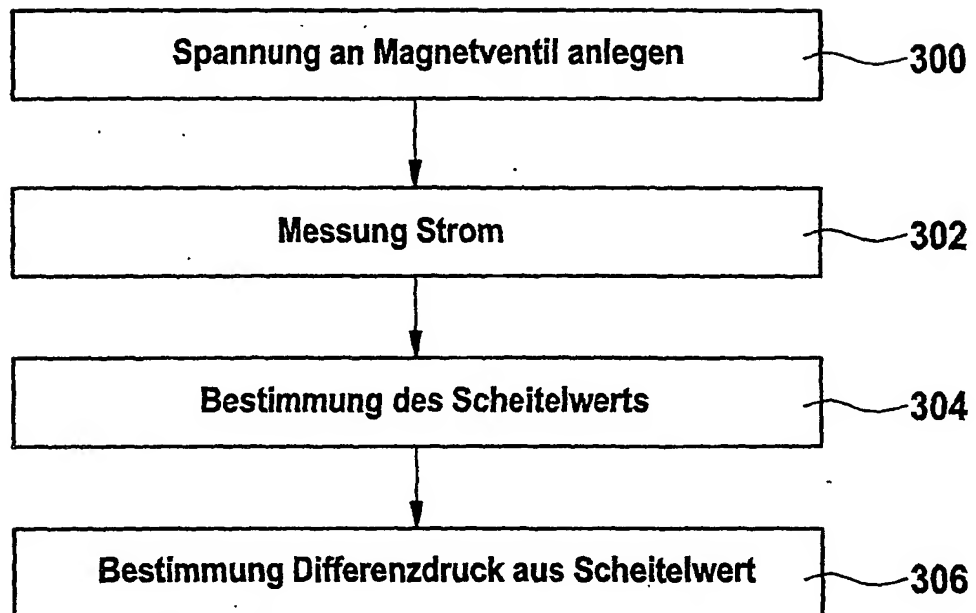 Spannung an Magnetventil anlegen 300
Messung Strom 302
Bestimmung des Scheitelwerts 304
Bestimmung Differenzdruck aus Scheitelwert 306